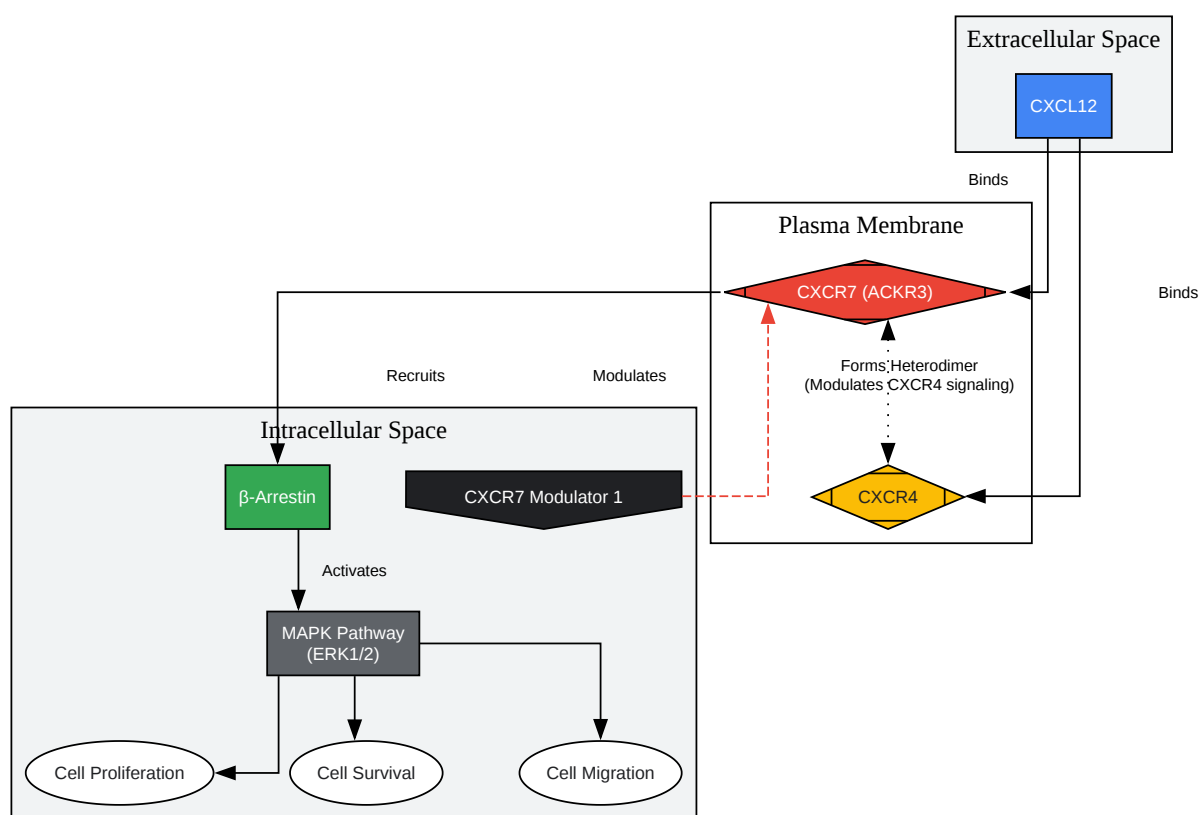 Extracellular Space
CXCL12
Binds
Plasma Membrane
CXCR7 (ACKR3)
Binds
Forms Heterodimer
(Modulates CXCR4 signaling)
Recruits
Modulates
Intracellular Space
β-Arrestin
CXCR7 Modulator 1
CXCR4
Activates
MAPK Pathway
(ERK1/2)
Cell Proliferation
Cell Survival
Cell Migration